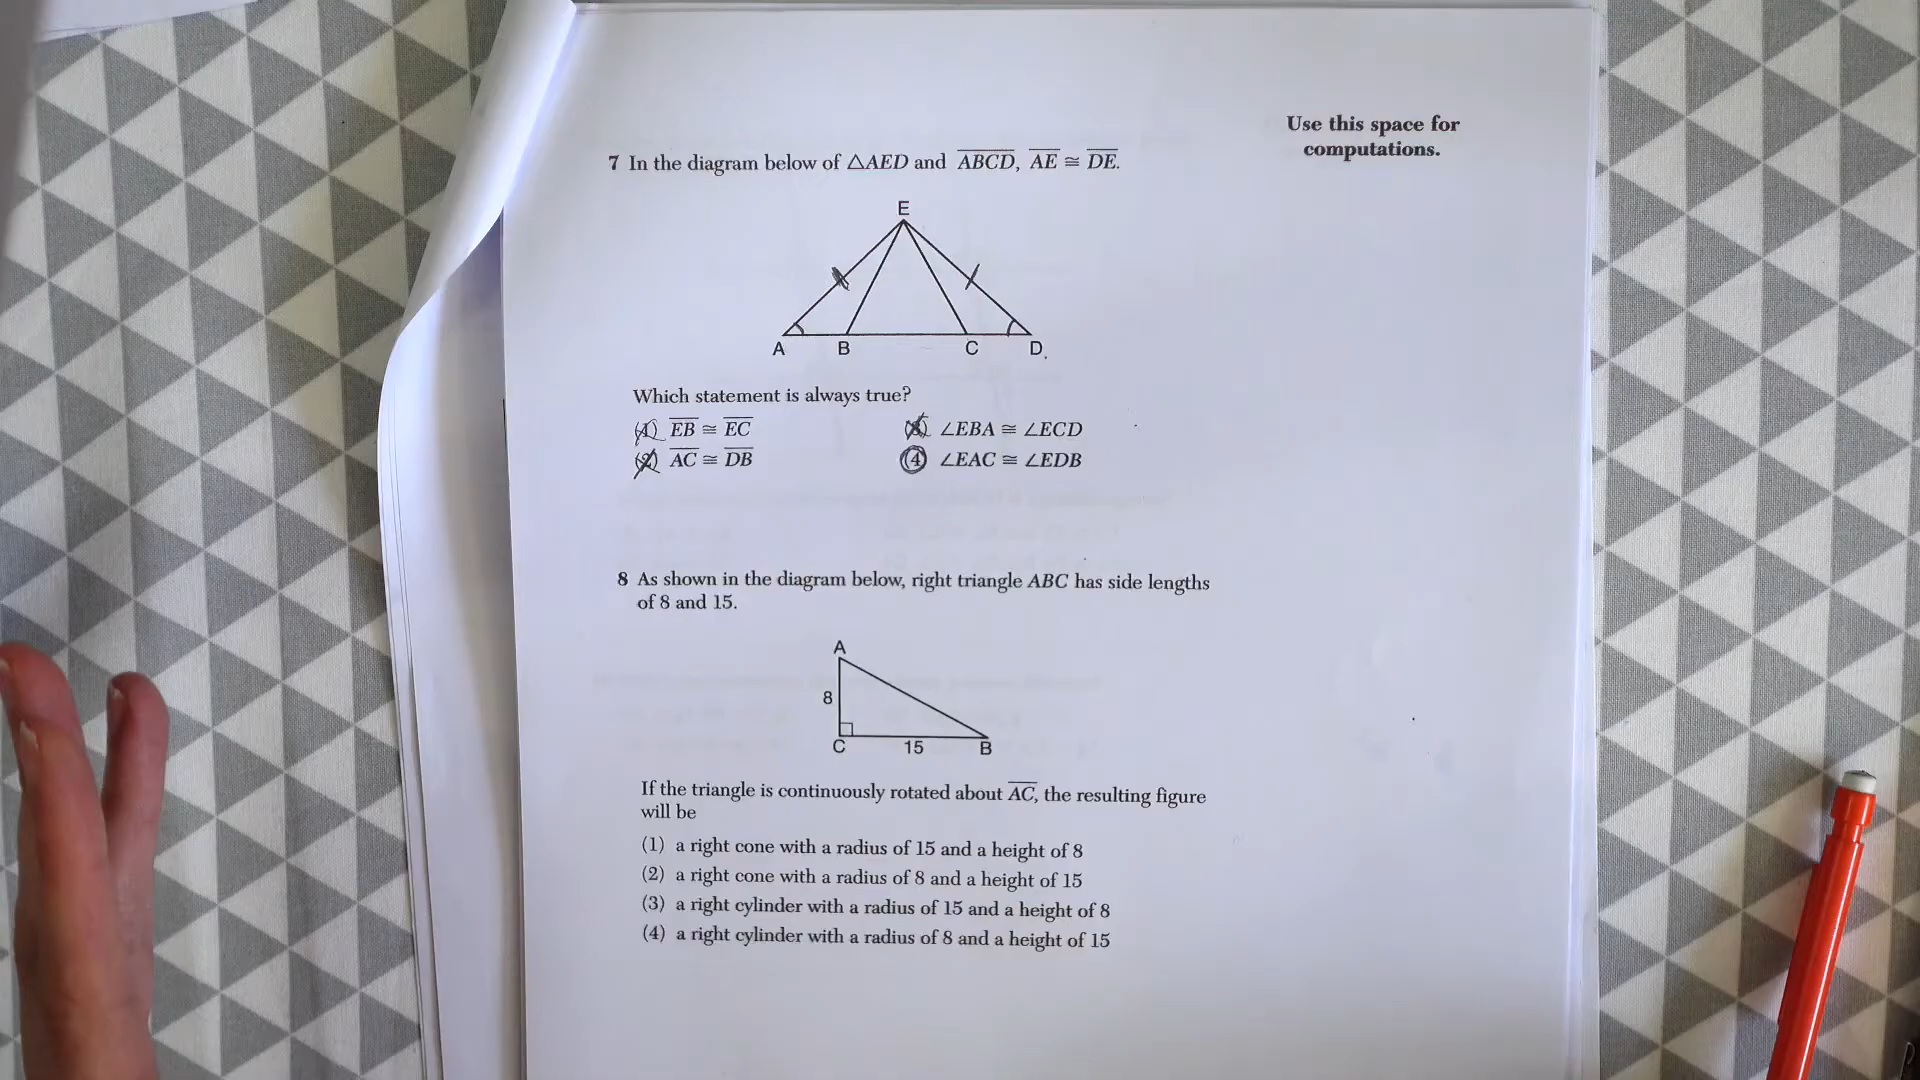 Use this space for
computations.
7 In the diagram below of △AED and ABCD, AE ≅ DE.
E
A B C D
Which statement is always true?
(1) EB ≅ EC (3) ∠EBA ≅ ∠ECD
(2) AC ≅ DB (4) ∠EAC ≅ ∠EDB
8 As shown in the diagram below, right triangle ABC has side lengths
of 8 and 15.
A
8
C 15 B
If the triangle is continuously rotated about AC, the resulting figure
will be
(1) a right cone with a radius of 15 and a height of 8
(2) a right cone with a radius of 8 and a height of 15
(3) a right cylinder with a radius of 15 and a height of 8
(4) a right cylinder with a radius of 8 and a height of 15